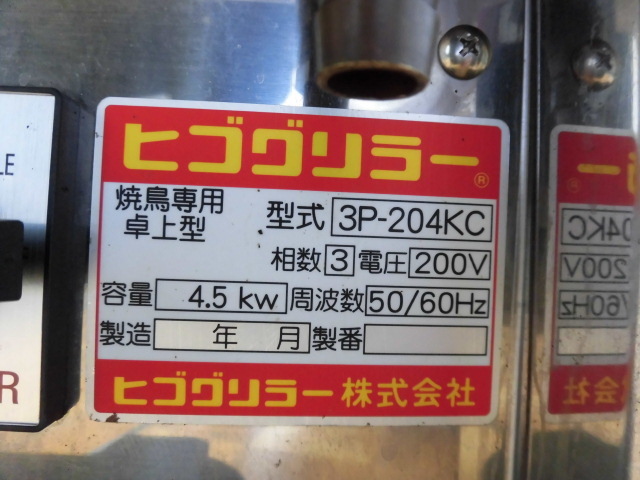 ヒゴグリラー®
焼鳥専用
卓上型
型式 3P-204KC
相数 3 電圧 200V
容量 4.5 kw 周波数 50/60Hz
製造 年 月 製番
ヒゴグリラー株式会社
LE
R